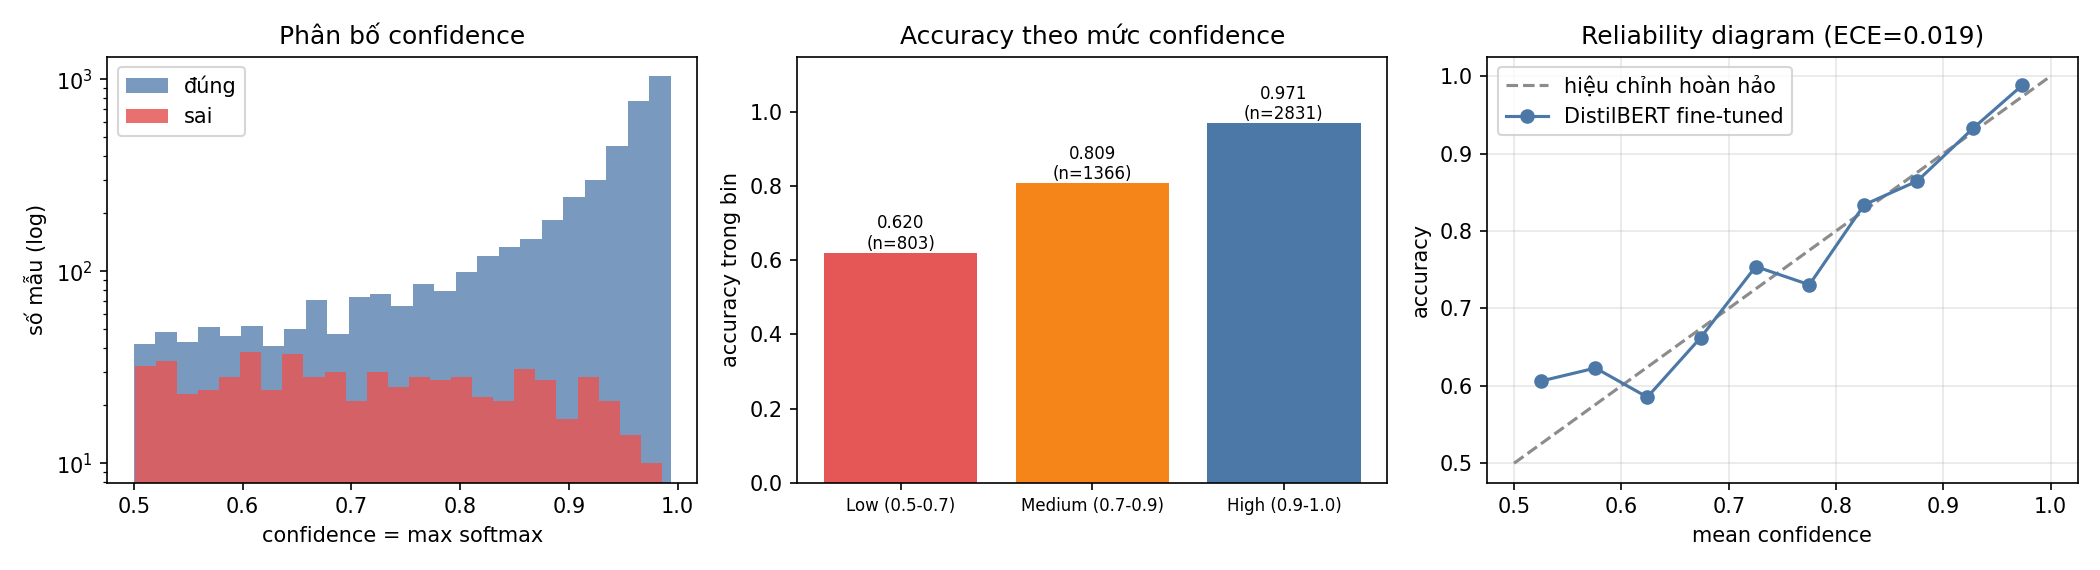 Phân bố confidence
10³
10²
10¹
số mẫu (log)
đúng
sai
0.5 0.6 0.7 0.8 0.9 1.0
confidence = max softmax
Accuracy theo mức confidence
1.0
0.8
0.6
0.4
0.2
0.0
accuracy trong bin
0.620
(n=803)
0.809
(n=1366)
0.971
(n=2831)
Low (0.5-0.7) Medium (0.7-0.9) High (0.9-1.0)
Reliability diagram (ECE=0.019)
1.0
0.9
0.8
0.7
0.6
0.5
accuracy
hiệu chỉnh hoàn hảo
DistilBERT fine-tuned
0.5 0.6 0.7 0.8 0.9 1.0
mean confidence